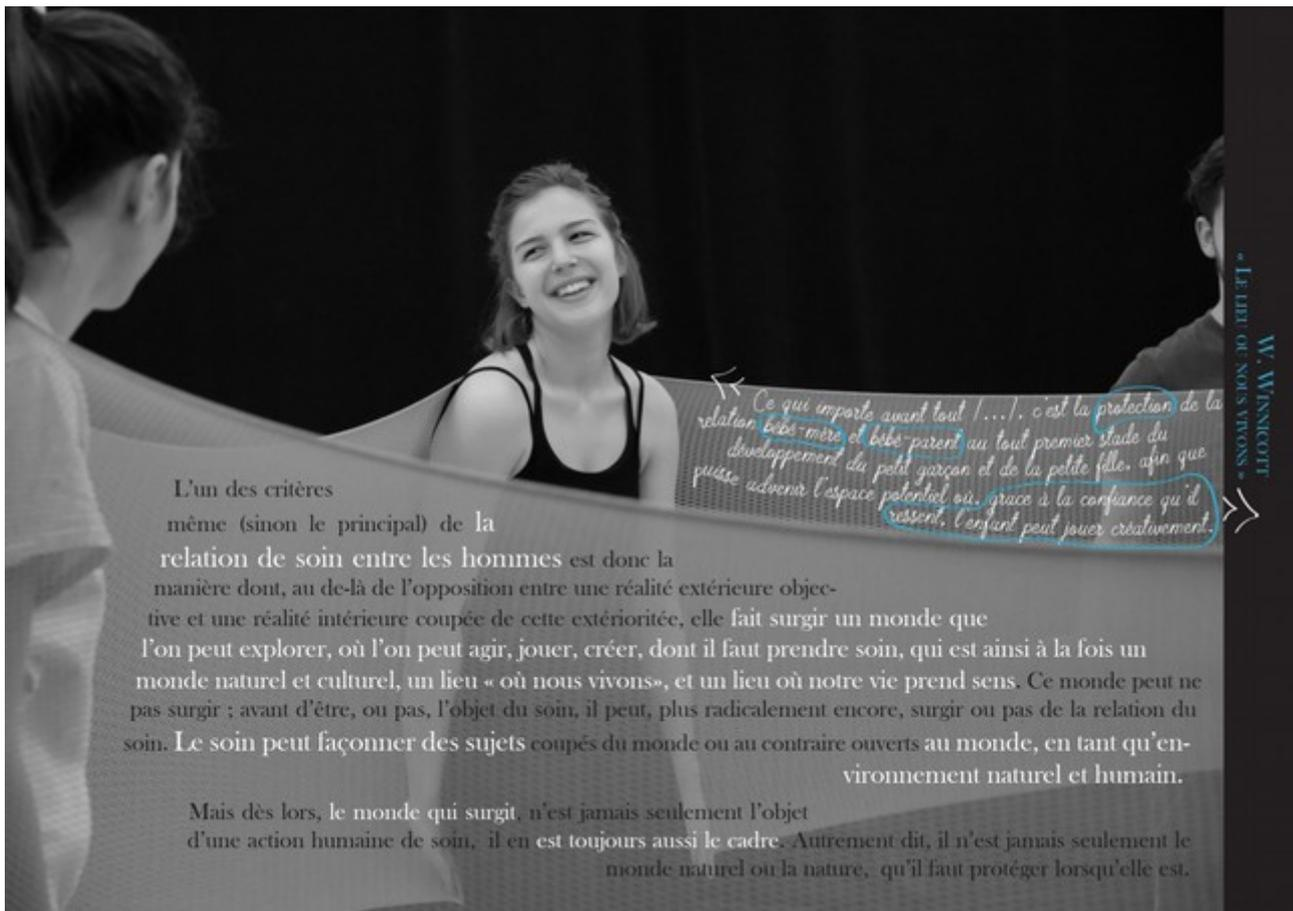 «
Ce qui importe avant tout /.../, c'est la protection de la
relation bébé-mère et bébé-parent au tout premier stade du
développement du petit garçon et de la petite fille, afin que
puisse advenir l'espace potentiel où, grace à la confiance qu'il
ressent, l'enfant peut jouer créativement.
»
W. Winnicott
« Le lieu où nous vivons »
L'un des critères
même (sinon le principal) de la
relation de soin entre les hommes est donc la
manière dont, au de-là de l'opposition entre une réalité extérieure objec-
tive et une réalité intérieure coupée de cette extérioritée, elle fait surgir un monde que
l'on peut explorer, où l'on peut agir, jouer, créer, dont il faut prendre soin, qui est ainsi à la fois un
monde naturel et culturel, un lieu « où nous vivons», et un lieu où notre vie prend sens. Ce monde peut ne
pas surgir ; avant d'être, ou pas, l'objet du soin, il peut, plus radicalement encore, surgir ou pas de la relation du
soin. Le soin peut façonner des sujets coupés du monde ou au contraire ouverts au monde, en tant qu'en-
vironnement naturel et humain.
Mais dès lors, le monde qui surgit, n'est jamais seulement l'objet
d'une action humaine de soin, il en est toujours aussi le cadre. Autrement dit, il n'est jamais seulement le
monde naturel ou la nature, qu'il faut protéger lorsqu'elle est.